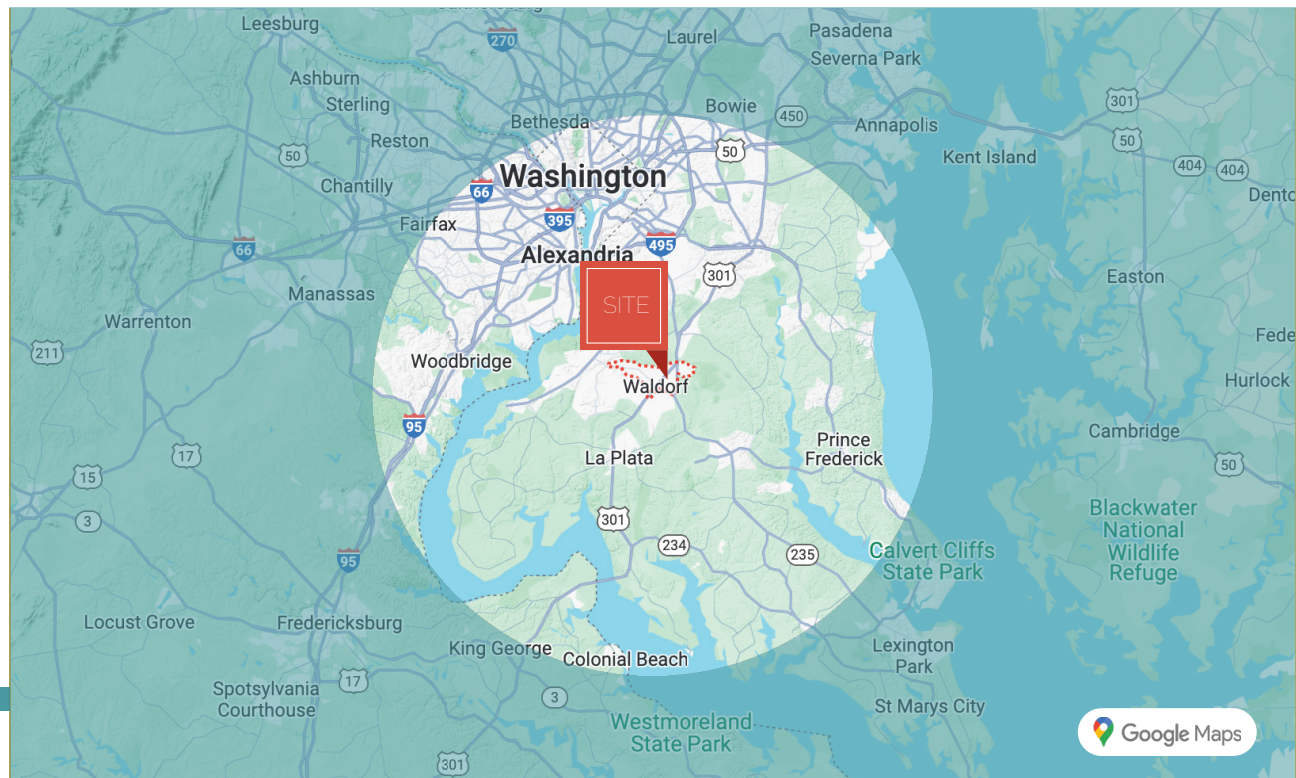 Leesburg
270
Laurel
Pasadena
Severna Park
Ashburn
Sterling
Reston
Bethesda
Bowie
450
Annapolis
301
50
50
50
Kent Island
404
404
Chantilly
66
Washington
Fairfax
395
66
Alexandria
495
301
Manassas
Easton
Warrenton
SITE
211
Woodbridge
Waldorf
Hurlock
95
Prince
Frederick
Cambridge
17
La Plata
50
15
3
301
234
235
Blackwater
National
Wildlife
Refuge
Calvert Cliffs
State Park
95
Locust Grove
Fredericksburg
King George
Colonial Beach
Lexington
Park
17
Spotsylvania
Courthouse
3
St Marys City
Westmoreland
State Park
Google Maps
301